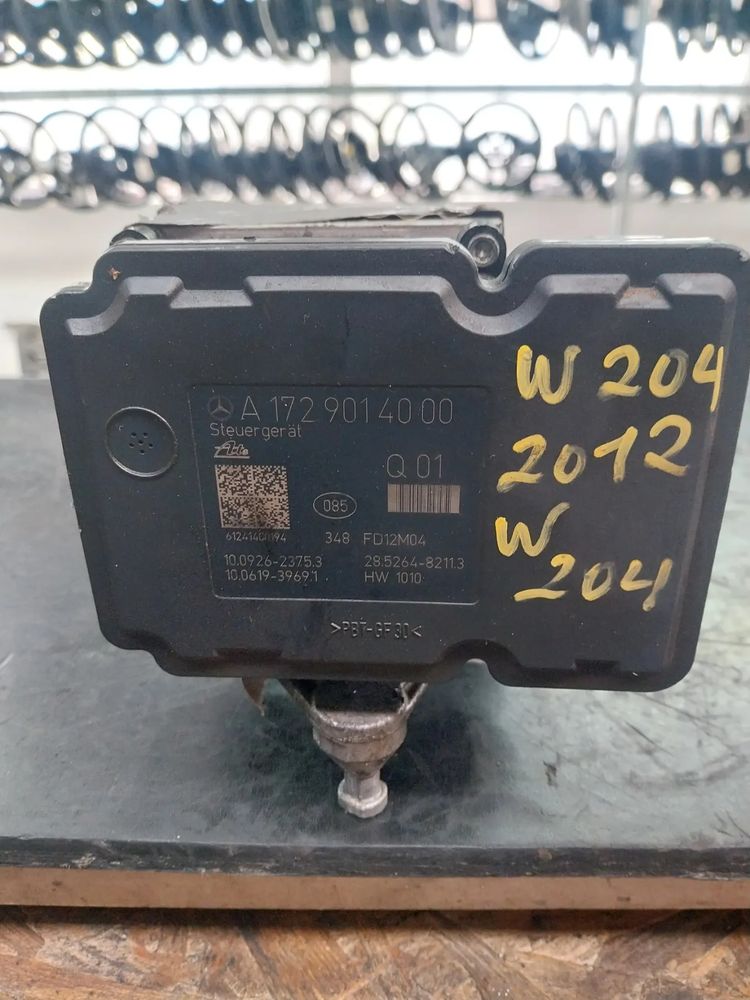 A 172 901 40 00
Steuergerät
Ate
Q 01
085
61241400194
348 FD12M04
10.0926-2375.3
28.5264-8211.3
10.0619-3969.1
HW 1010
>PBT-GF30<
W 204
2012
W
204